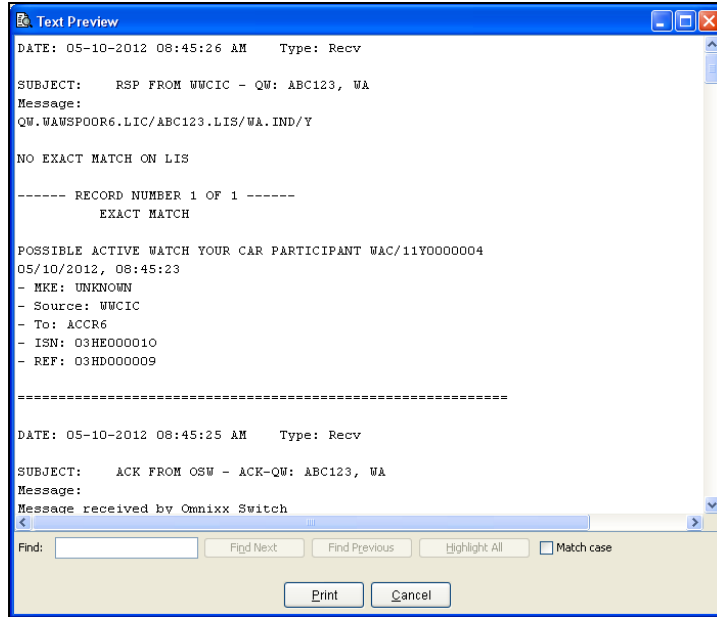 Text Preview
DATE: 05-10-2012 08:45:26 AM    Type: Recv
SUBJECT:    RSP FROM WWCIC - QW: ABC123, WA
Message:
QW.WAWSP00R6.LIC/ABC123.LIS/WA.IND/Y
NO EXACT MATCH ON LIS
------ RECORD NUMBER 1 OF 1 ------
EXACT MATCH
POSSIBLE ACTIVE WATCH YOUR CAR PARTICIPANT WAC/11Y0000004
05/10/2012, 08:45:23
- MKE: UNKNOWN
- Source: WWCIC
- To: ACCR6
- ISN: 03HE00001O
- REF: 03HD000009
============================================================
DATE: 05-10-2012 08:45:25 AM    Type: Recv
SUBJECT:    ACK FROM OSW - ACK-QW: ABC123, WA
Message:
Message received by Omnixx Switch
Find: Find Next Find Previous Highlight All Match case
Print Cancel